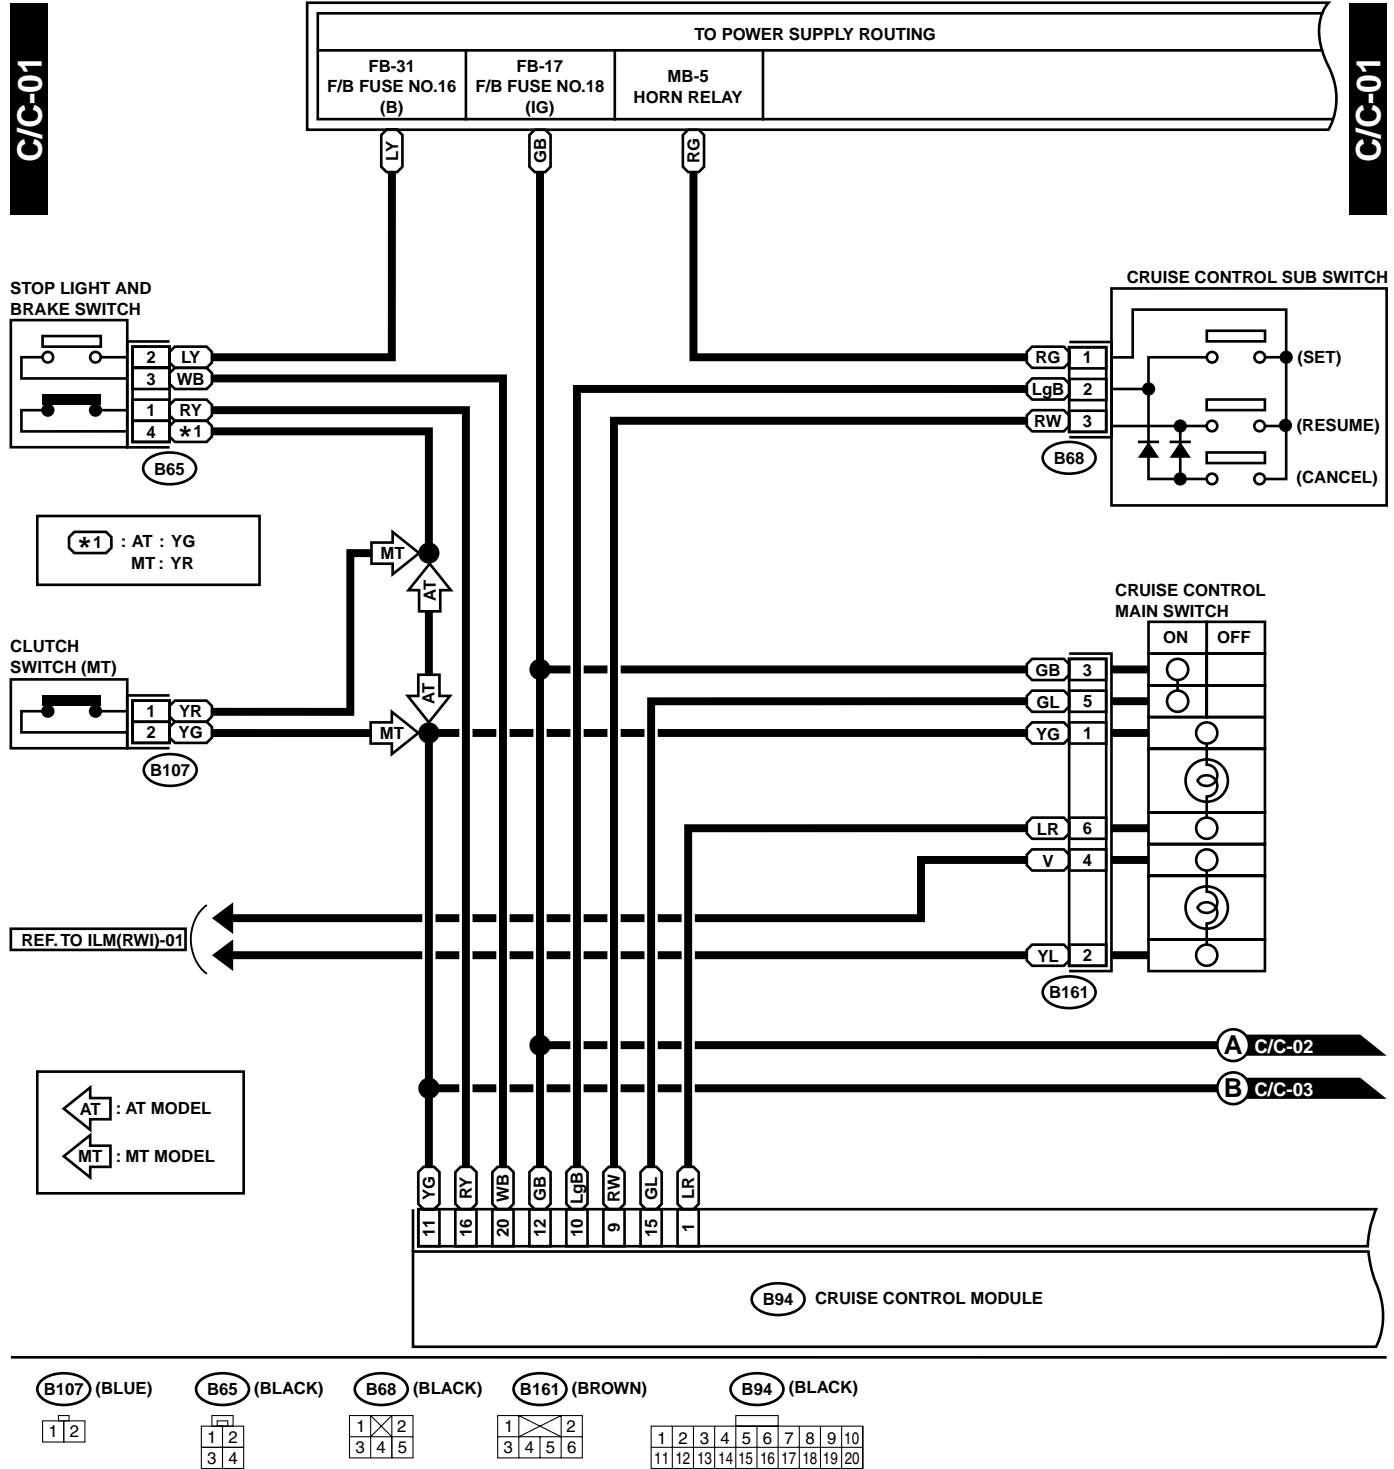 C/C-01
C/C-01
TO POWER SUPPLY ROUTING
FB-31
F/B FUSE NO.16
(B)
FB-17
F/B FUSE NO.18
(IG)
MB-5
HORN RELAY
LY
GB
RG
STOP LIGHT AND
BRAKE SWITCH
2 LY
3 WB
1 RY
4 *1
B65
CRUISE CONTROL SUB SWITCH
RG 1
LgB 2
RW 3
B68
(SET)
(RESUME)
(CANCEL)
*1 : AT : YG
MT : YR
MT
AT
AT
MT
CLUTCH
SWITCH (MT)
1 YR
2 YG
B107
CRUISE CONTROL
MAIN SWITCH
ON OFF
GB 3
GL 5
YG 1
LR 6
V 4
YL 2
B161
REF. TO ILM(RWI)-01
A C/C-02
B C/C-03
AT : AT MODEL
MT : MT MODEL
YG RY WB GB LgB RW GL LR
11 16 20 12 10 9 15 1
B94 CRUISE CONTROL MODULE
B107 (BLUE)
1 2
B65 (BLACK)
1 2
3 4
B68 (BLACK)
1 2
3 4 5
B161 (BROWN)
1 2
3 4 5 6
B94 (BLACK)
1 2 3 4 5 6 7 8 9 10
11 12 13 14 15 16 17 18 19 20